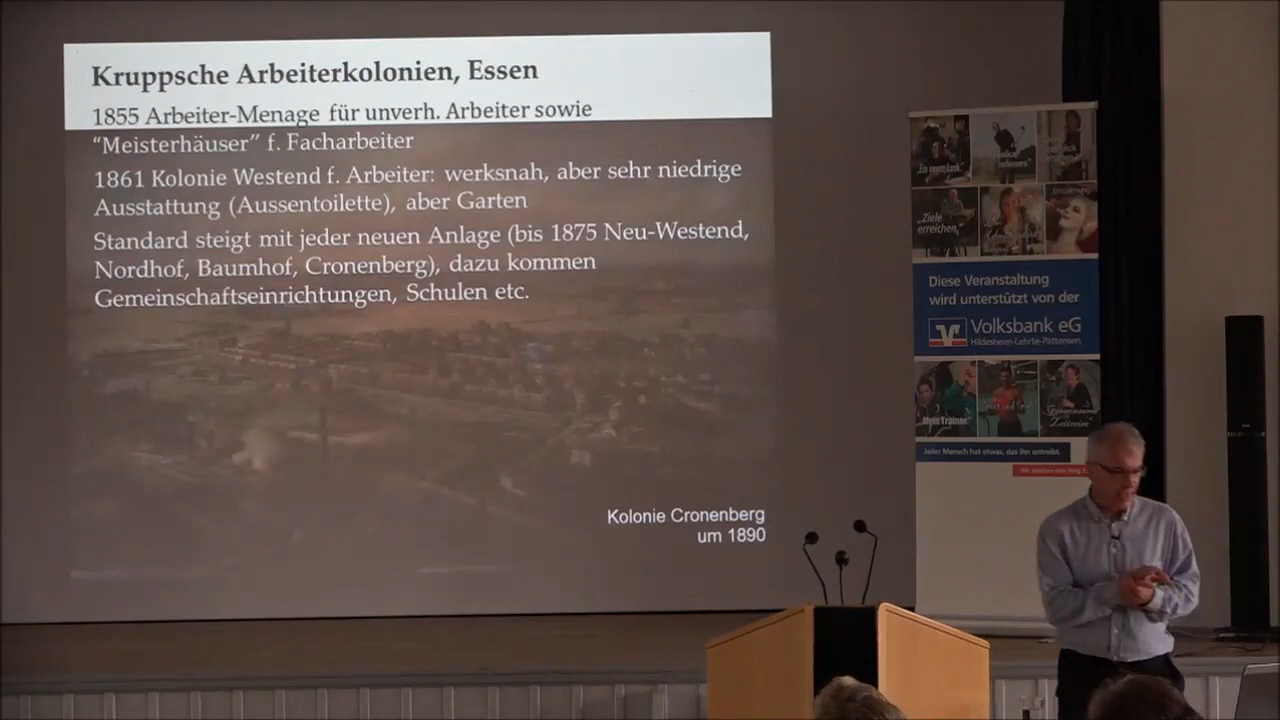 Kruppsche Arbeiterkolonien, Essen
1855 Arbeiter-Menage für unverh. Arbeiter sowie
“Meisterhäuser” f. Facharbeiter
1861 Kolonie Westend f. Arbeiter: werksnah, aber sehr niedrige
Ausstattung (Aussentoilette), aber Garten
Standard steigt mit jeder neuen Anlage (bis 1875 Neu-Westend,
Nordhof, Baumhof, Cronenberg), dazu kommen
Gemeinschaftseinrichtungen, Schulen etc.
Kolonie Cronenberg
um 1890
„Ziele
erreichen.“
Diese Veranstaltung
wird unterstützt von der
Volksbank eG
Hildesheim-Lehrte-Pattensen
Jeder Mensch hat etwas, das ihn antreibt.